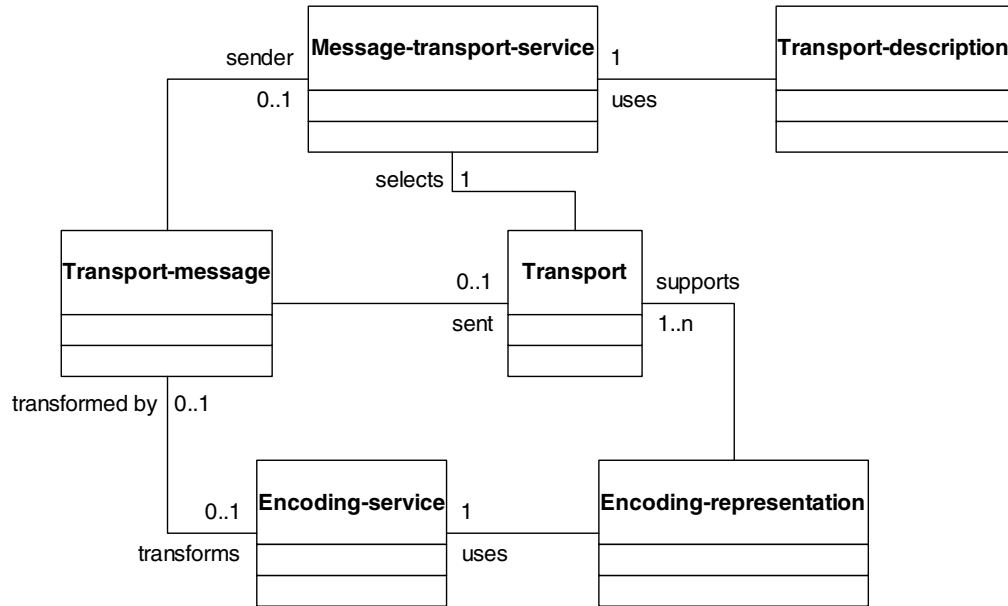 Message-transport-service
Transport-description
sender
1
0..1
uses
selects
1
Transport-message
Transport
0..1
supports
sent
1..n
transformed by
0..1
Encoding-service
Encoding-representation
0..1
1
transforms
uses